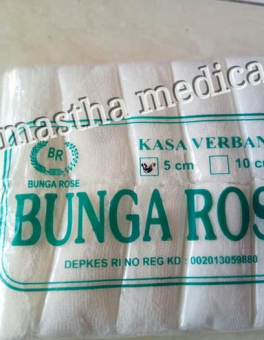 mastha medica
KASA VERBAN
BR
5 cm
10 c
BUNGA ROSE
BUNGA ROS
DEPKES RI NO REG KD : 002013059880